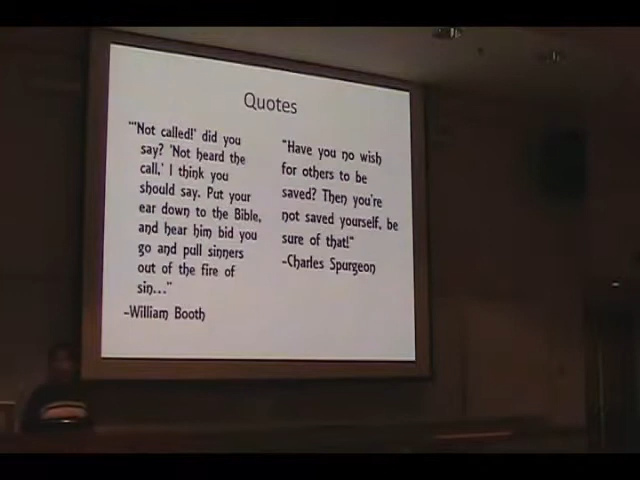 Quotes
"'Not called!' did you
say? 'Not heard the
call,' I think you
should say. Put your
ear down to the Bible,
and hear him bid you
go and pull sinners
out of the fire of
sin..."
-William Booth
"Have you no wish
for others to be
saved? Then you're
not saved yourself, be
sure of that!"
-Charles Spurgeon